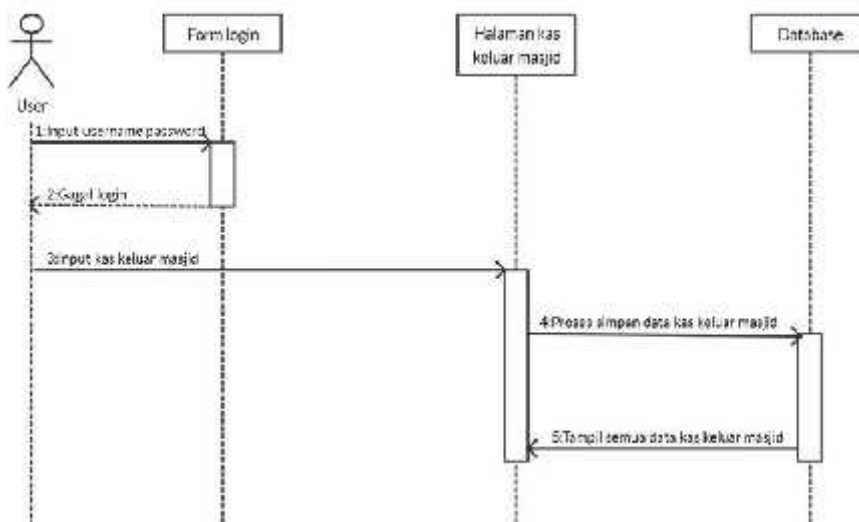 Form login
Halaman kas
keluar masjid
Database
User
1:Input username password
2:Gagal login
3:input kas keluar masjid
4:Proses simpan data kas keluar masjid
5:Tampil semua data kas keluar masjid